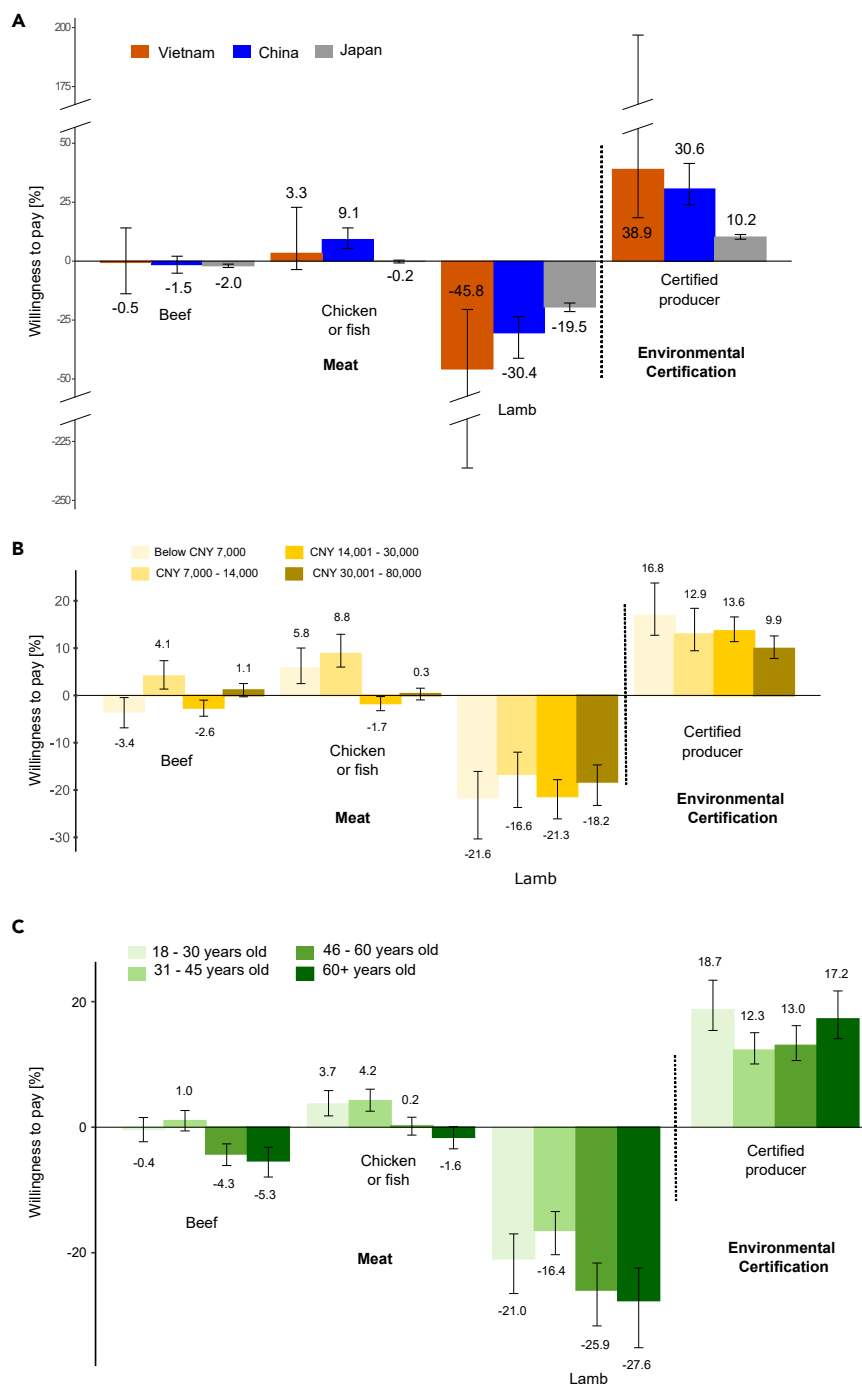 A
200
175
50
25
0
-25
-50
-225
-250
Willingness to pay [%]
Vietnam
China
Japan
-0.5
-1.5
-2.0
Beef
3.3
9.1
-0.2
Chicken
or fish
Meat
-45.8
-30.4
-19.5
Lamb
38.9
30.6
10.2
Certified
producer
Environmental
Certification
B
Below CNY 7,000
CNY 14,001 - 30,000
CNY 7,000 - 14,000
CNY 30,001 - 80,000
20
10
0
-10
-20
-30
Willingness to pay [%]
-3.4
4.1
-2.6
1.1
Beef
5.8
8.8
-1.7
0.3
Chicken
or fish
Meat
-21.6
-16.6
-21.3
-18.2
Lamb
16.8
12.9
13.6
9.9
Certified
producer
Environmental
Certification
C
18 - 30 years old
46 - 60 years old
31 - 45 years old
60+ years old
20
0
-20
Willingness to pay [%]
-0.4
1.0
-4.3
-5.3
Beef
3.7
4.2
0.2
-1.6
Chicken
or fish
Meat
-21.0
-16.4
-25.9
-27.6
Lamb
18.7
12.3
13.0
17.2
Certified
producer
Environmental
Certification